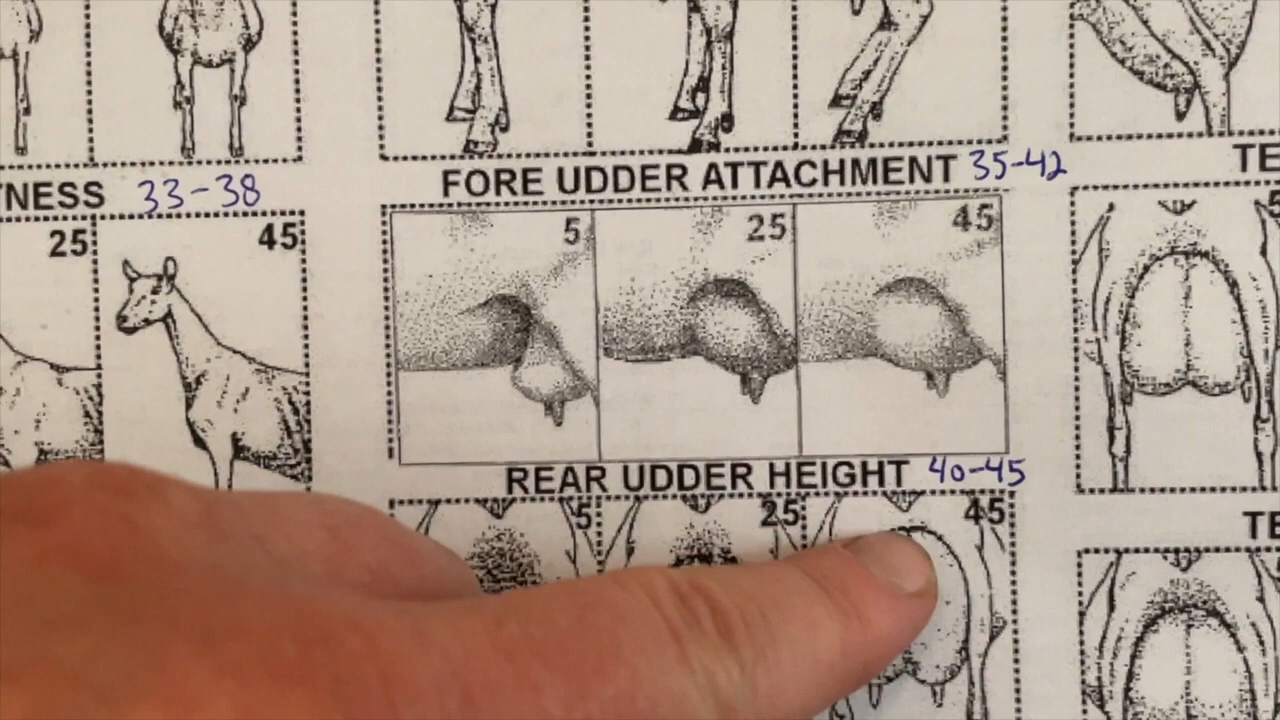 FORE UDDER ATTACHMENT 35-42
TE
NESS 33-38
25 45
5 25 45
5
REAR UDDER HEIGHT 40-45
5 25 45
TE